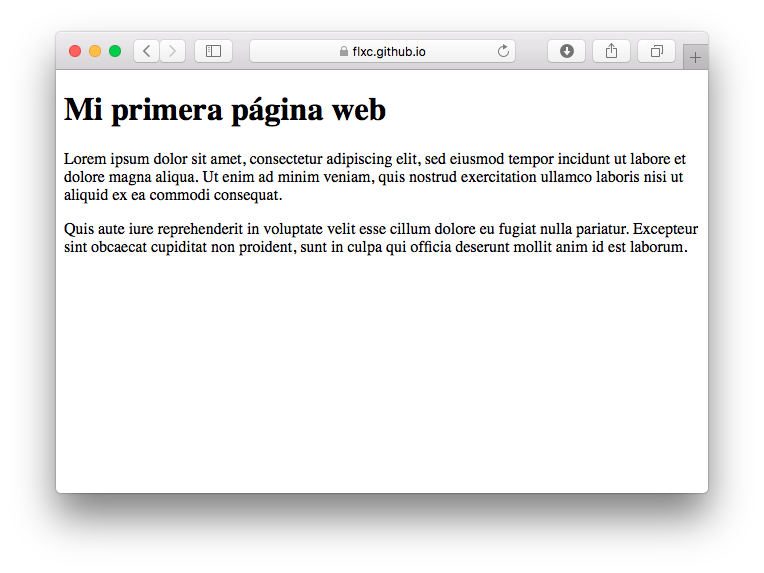 flxc.github.io
Mi primera página web
Lorem ipsum dolor sit amet, consectetur adipiscing elit, sed eiusmod tempor incidunt ut labore et
dolore magna aliqua. Ut enim ad minim veniam, quis nostrud exercitation ullamco laboris nisi ut
aliquid ex ea commodi consequat.
Quis aute iure reprehenderit in voluptate velit esse cillum dolore eu fugiat nulla pariatur. Excepteur
sint obcaecat cupiditat non proident, sunt in culpa qui officia deserunt mollit anim id est laborum.